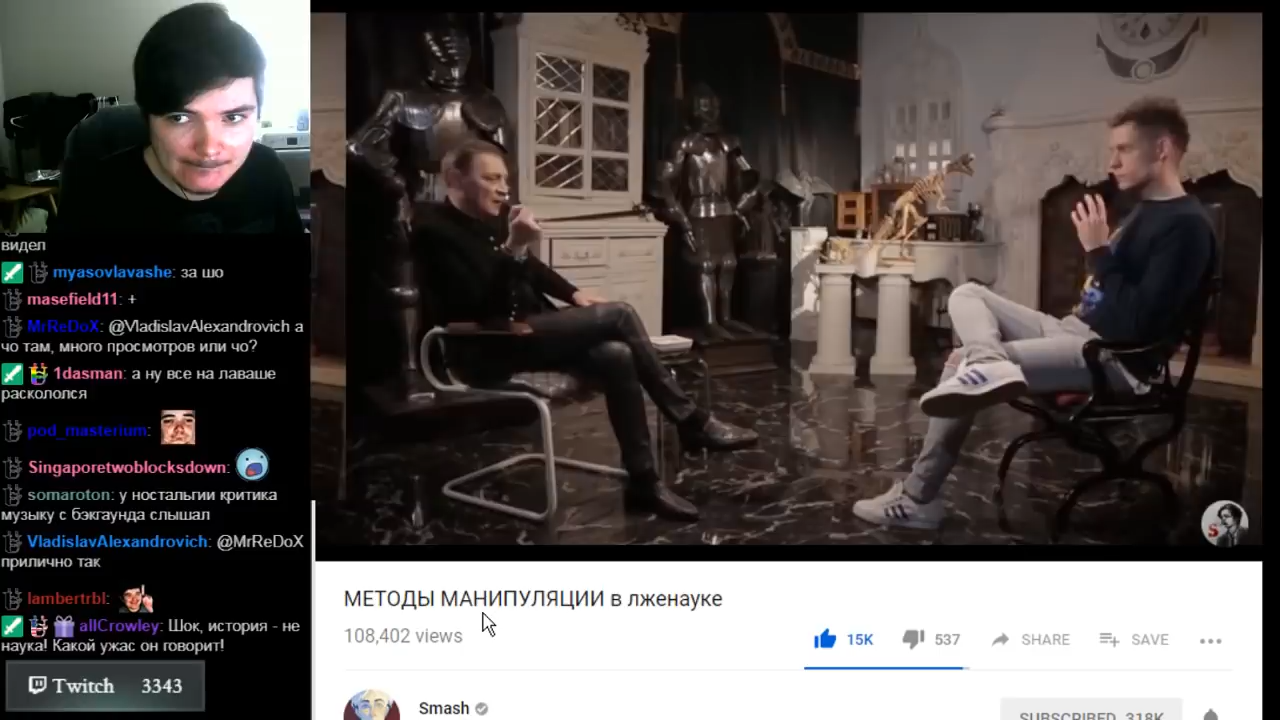 видел
myasovlavashe: за шо
masefield11: +
MrReDoX: @VladislavAlexandrovich а
чо там, много просмотров или чо?
1dasman: а ну все на лаваше
раскололся
pod_masterium:
Singaporetwoblocksdown:
somaroton: у ностальгии критика
музыку с бэкгаунда слышал
VladislavAlexandrovich: @MrReDoX
прилично так
lambertrbl:
allCrowley: Шок, история - не
наука! Какой ужас он говорит!
Twitch 3343
S
МЕТОДЫ МАНИПУЛЯЦИИ в лженауке
108,402 views
15K 537 SHARE SAVE
Smash
SUBSCRIBED 318K